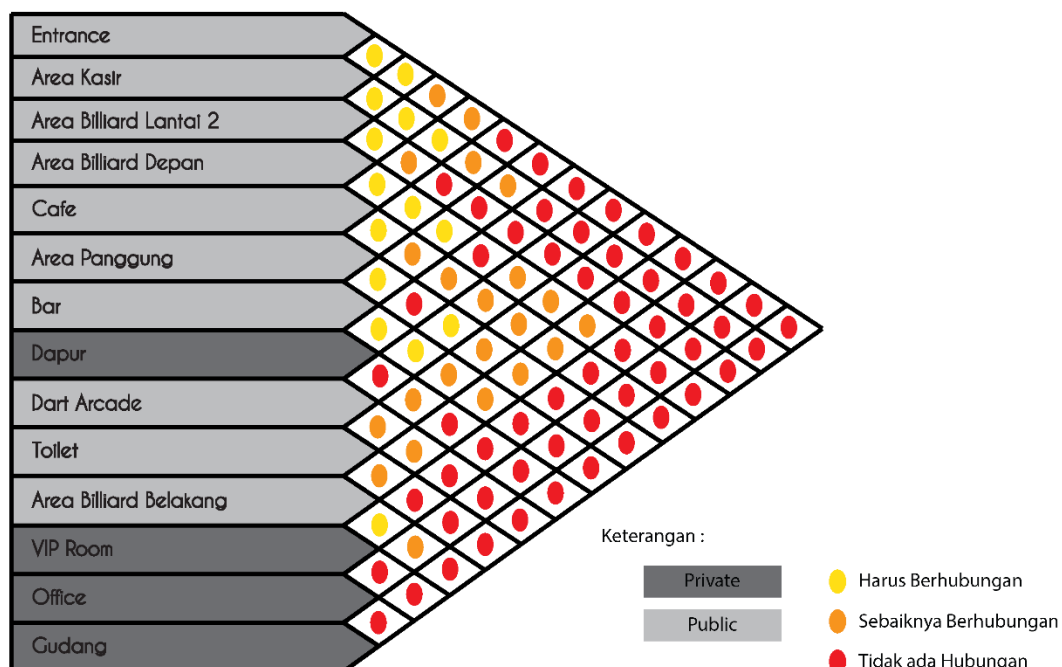 Entrance
Area Kasir
Area Billiard Lantai 2
Area Billiard Depan
Cafe
Area Panggung
Bar
Dapur
Dart Arcade
Toilet
Area Billiard Belakang
VIP Room
Office
Gudang
Keterangan :
Private
Public
Harus Berhubungan
Sebaiknya Berhubungan
Tidak ada Hubungan